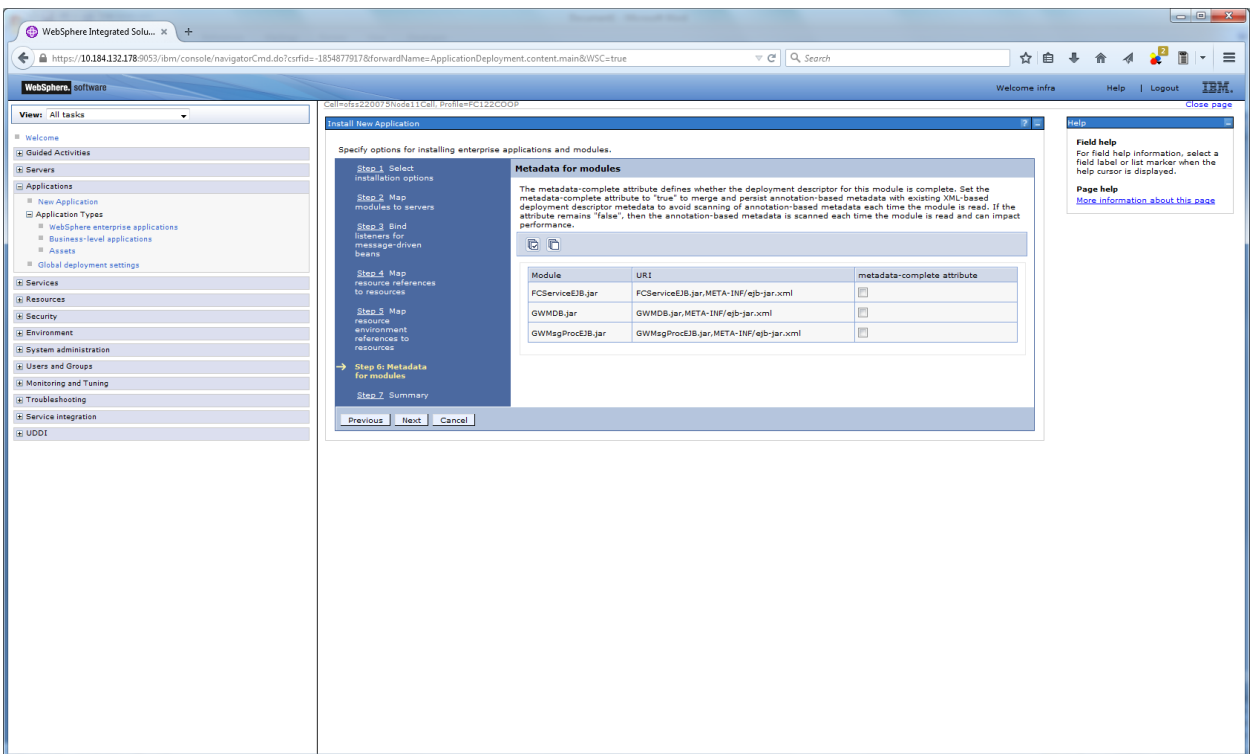 WebSphere Integrated Solu... × +
https://10.184.132.178:9053/ibm/console/navigatorCmd.do?csrfid=-1854877917&forwardName=ApplicationDeployment.content.main&WSC=true
Search
2
WebSphere. software
Welcome infra
Help | Logout
IBM.
View: All tasks
Welcome
Guided Activities
Servers
Applications
New Application
Application Types
WebSphere enterprise applications
Business-level applications
Assets
Global deployment settings
Services
Resources
Security
Environment
System administration
Users and Groups
Monitoring and Tuning
Troubleshooting
Service integration
UDDI
Cell=ofss220075Node11Cell, Profile=FC122COOP
Close page
Install New Application
? -
Specify options for installing enterprise applications and modules.
Step 1 Select
installation options
Step 2 Map
modules to servers
Step 3 Bind
listeners for
message-driven
beans
Step 4 Map
resource references
to resources
Step 5 Map
resource
environment
references to
resources
Step 6: Metadata
for modules
Step 7 Summary
Metadata for modules
The metadata-complete attribute defines whether the deployment descriptor for this module is complete. Set the
metadata-complete attribute to "true" to merge and persist annotation-based metadata with existing XML-based
deployment descriptor metedata to avoid scanning of annotation-based metadata each time the module is read. If the
attribute remains "false", then the annotation-based metadata is scanned each time the module is read and can impact
performance.
Module URI metadata-complete attribute
FCServiceEJB.jar FCServiceEJB.jar,META-INF/ejb-jar.xml
GWMDB.jar GWMDB.jar,META-INF/ejb-jar.xml
GWMsgProcEJB.jar GWMsgProcEJB.jar,META-INF/ejb-jar.xml
Previous Next Cancel
Help
Field help
For field help information, select a
field label or list marker when the
help cursor is displayed.
Page help
More information about this page